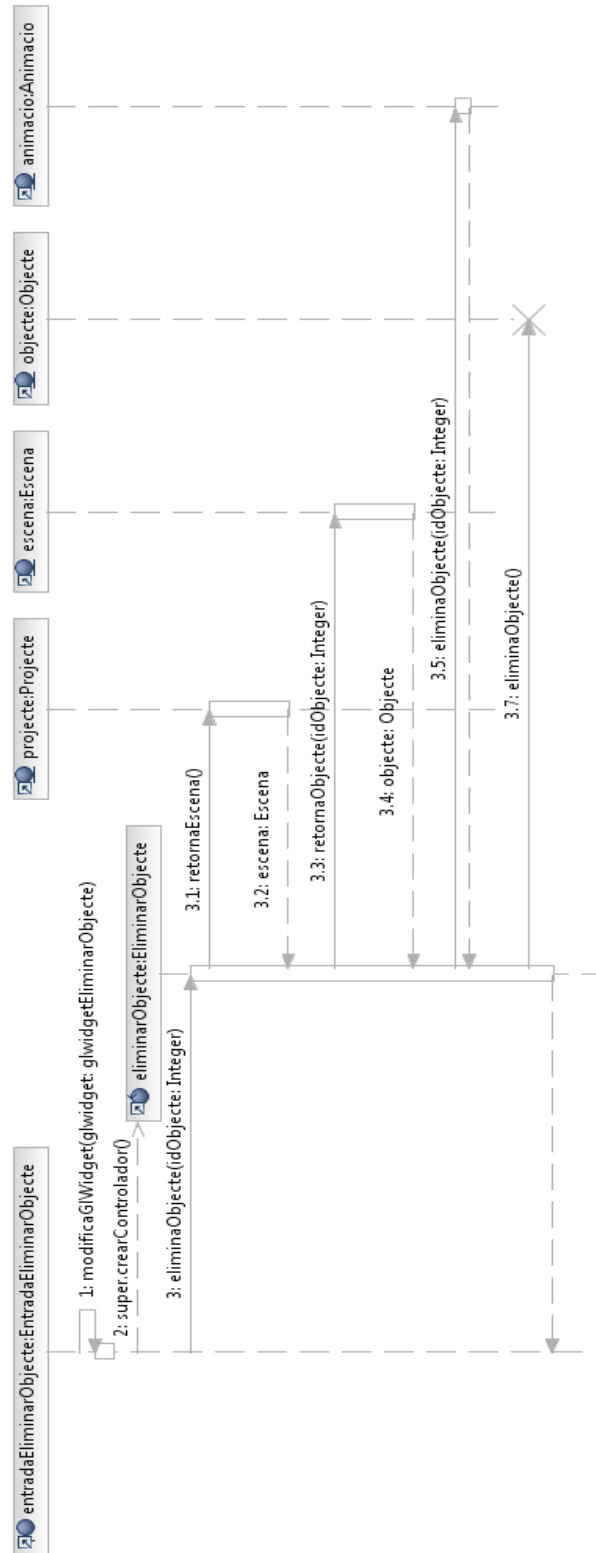 entradaEliminarObjecte:EntradaEliminarObjecte
projecte:Projecte
escena:Escena
objecte:Objecte
animacio:Animacio
1: modificaGlWidget(glwidget: glwidgetEliminarObjecte)
2: super.crearControlador()
eliminarObjecte:EliminarObjecte
3: eliminaObjecte(idObjecte: Integer)
3.1: retornaEscena()
3.2: escena: Escena
3.3: retornaObjecte(idObjecte: Integer)
3.4: objecte: Objecte
3.5: eliminaObjecte(idObjecte: Integer)
3.7: eliminaObjecte()